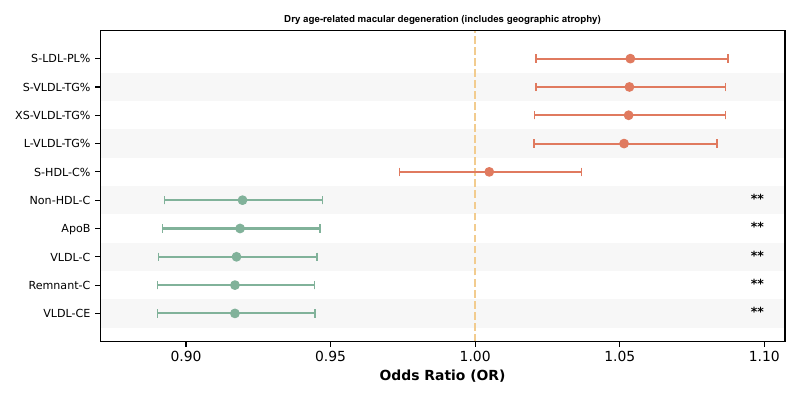 Dry age-related macular degeneration (includes geographic atrophy)
S-LDL-PL%
S-VLDL-TG%
XS-VLDL-TG%
L-VLDL-TG%
S-HDL-C%
Non-HDL-C **
ApoB **
VLDL-C **
Remnant-C **
VLDL-CE **
0.90 0.95 1.00 1.05 1.10
Odds Ratio (OR)